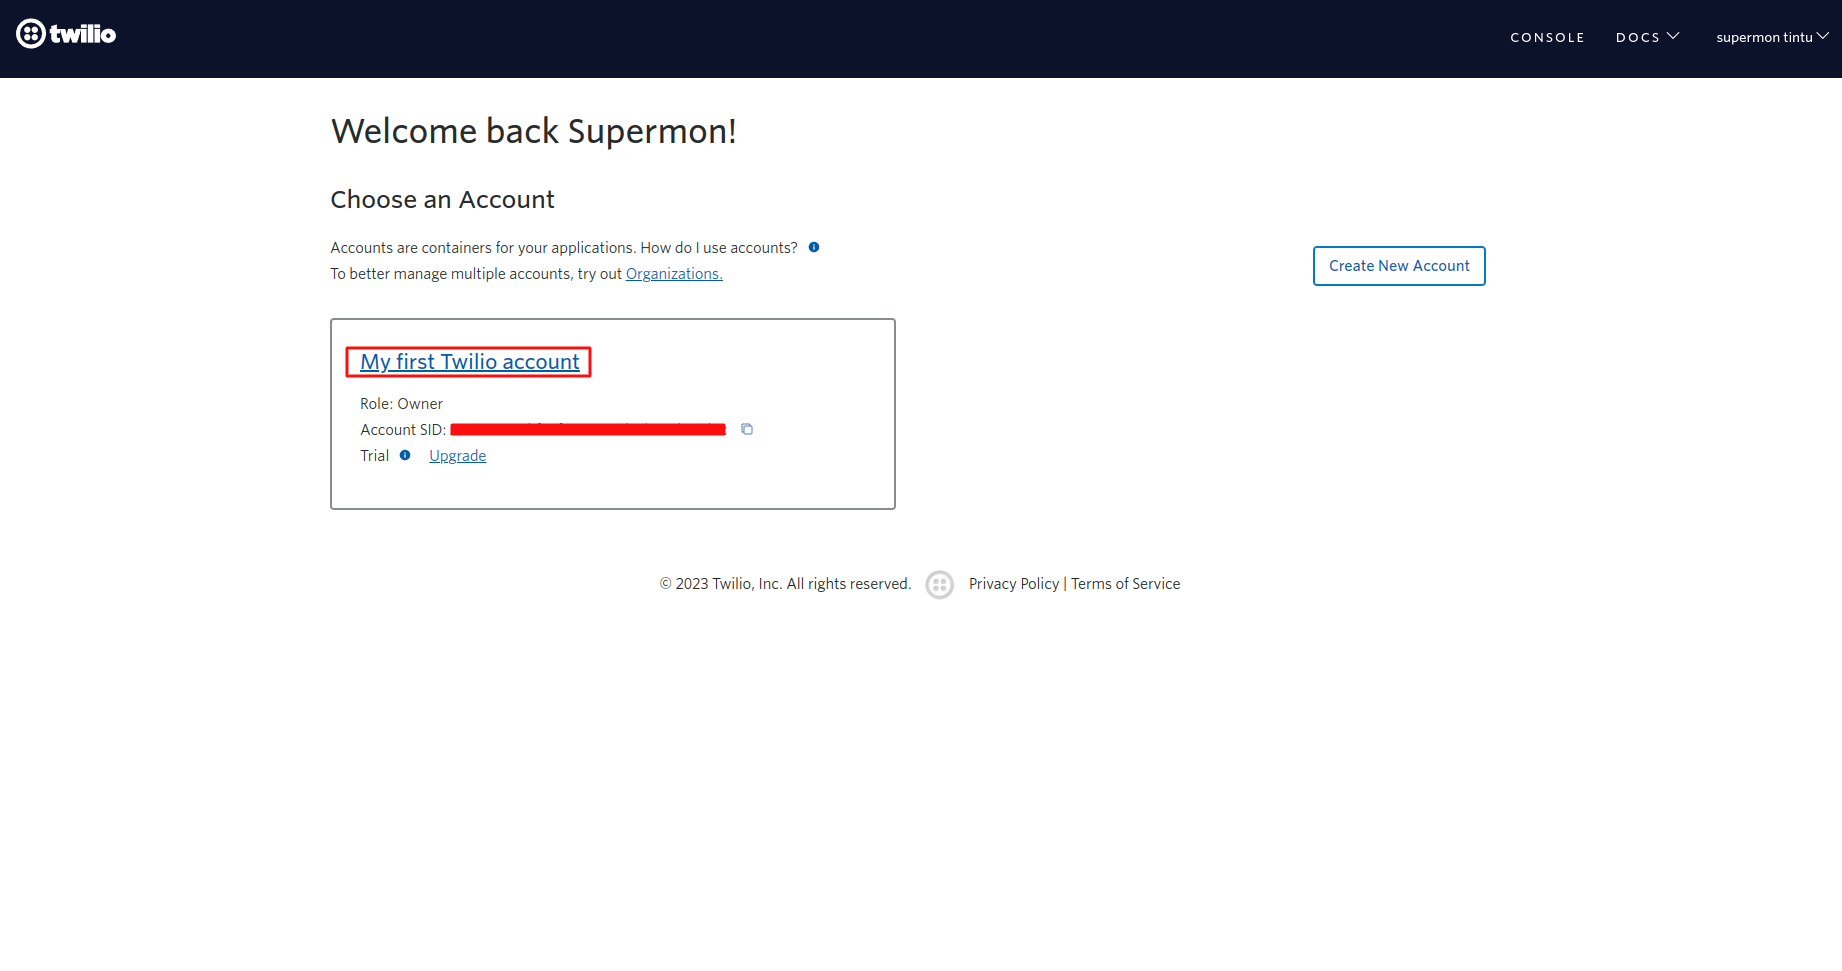 twilio
CONSOLE DOCS supermon tintu
Welcome back Supermon!
Choose an Account
Accounts are containers for your applications. How do I use accounts?
To better manage multiple accounts, try out Organizations.
Create New Account
My first Twilio account
Role: Owner
Account SID:
Trial Upgrade
© 2023 Twilio, Inc. All rights reserved. Privacy Policy | Terms of Service